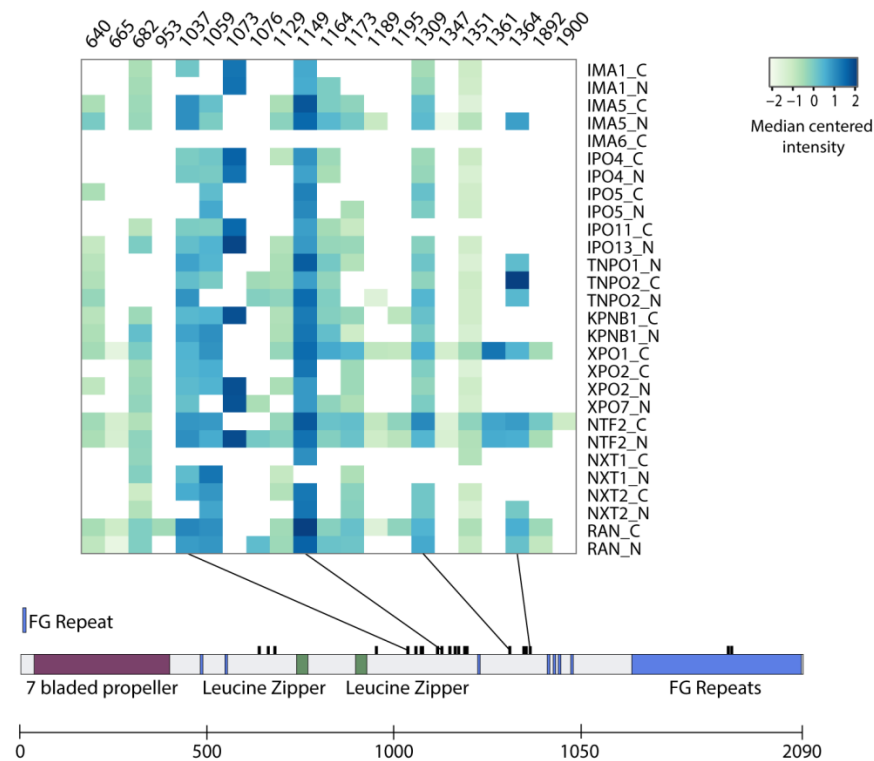 640 665 682 953 1037 1059 1073 1076 1129 1149 1164 1173 1189 1195 1309 1347 1351 1361 1364 1892 1900
IMA1_C
IMA1_N
IMA5_C
IMA5_N
IMA6_C
IPO4_C
IPO4_N
IPO5_C
IPO5_N
IPO11_C
IPO13_N
TNPO1_N
TNPO2_C
TNPO2_N
KPNB1_C
KPNB1_N
XPO1_C
XPO2_C
XPO2_N
XPO7_N
NTF2_C
NTF2_N
NXT1_C
NXT1_N
NXT2_C
NXT2_N
RAN_C
RAN_N
−2 −1 0 1 2
Median centered
intensity
FG Repeat
7 bladed propeller Leucine Zipper Leucine Zipper FG Repeats
0 500 1000 1050 2090